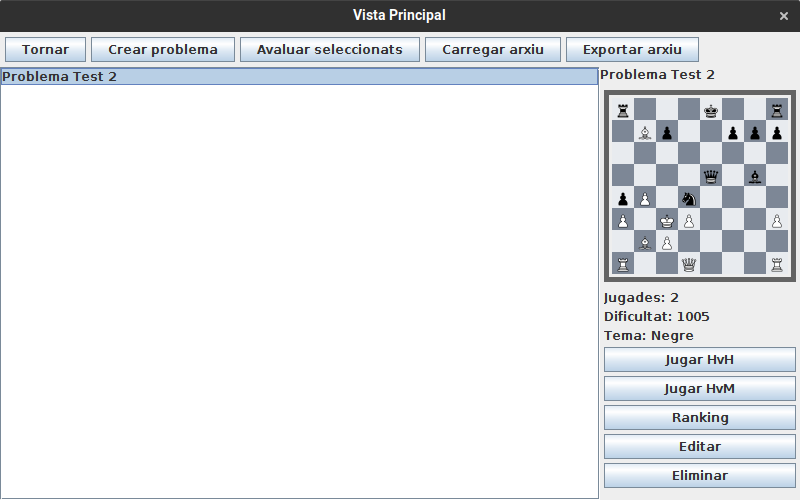 Vista Principal
Tornar Crear problema Avaluar seleccionats Carregar arxiu Exportar arxiu
Problema Test 2
Problema Test 2
Jugades: 2
Dificultat: 1005
Tema: Negre
Jugar HvH
Jugar HvM
Ranking
Editar
Eliminar